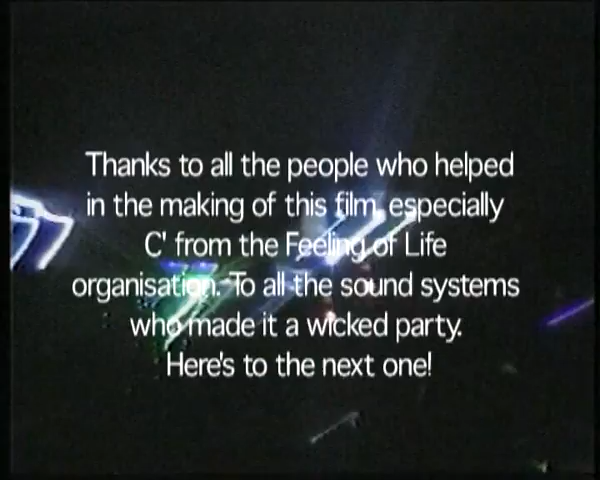 Thanks to all the people who helped
in the making of this film, especially
C' from the Feeling of Life
organisation. To all the sound systems
who made it a wicked party.
Here's to the next one!